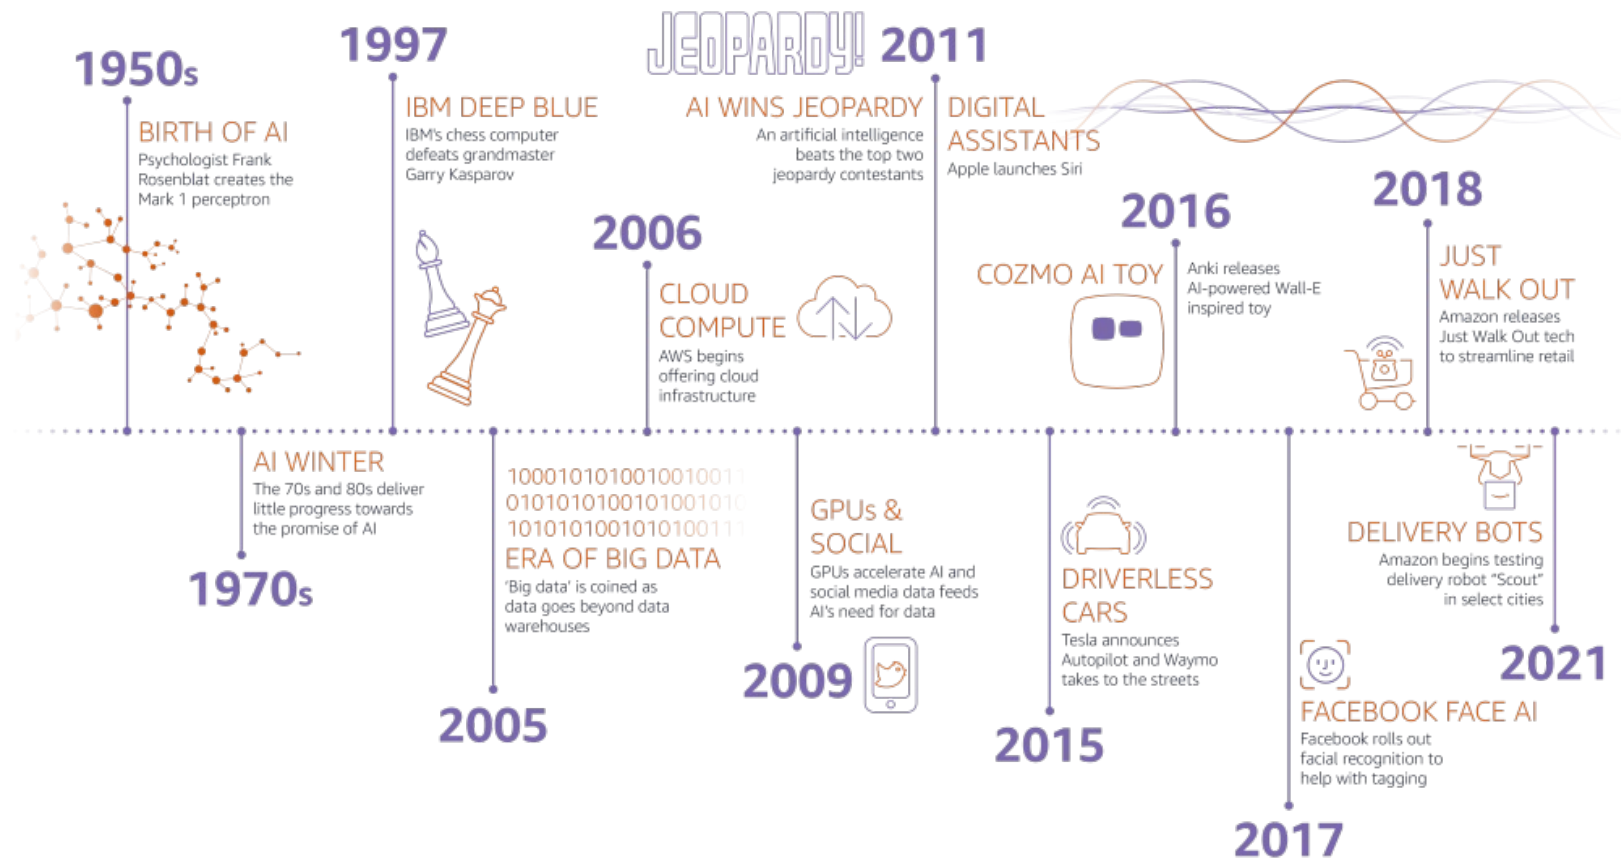 1950s
BIRTH OF AI
Psychologist Frank
Rosenblat creates the
Mark 1 perceptron
AI WINTER
The 70s and 80s deliver
little progress towards
the promise of AI
1970s
1997
IBM DEEP BLUE
IBM's chess computer
defeats grandmaster
Garry Kasparov
1000101010010010011
0101010100101001010
1010101001010100111
ERA OF BIG DATA
'Big data' is coined as
data goes beyond data
warehouses
2005
2006
CLOUD
COMPUTE
AWS begins
offering cloud
infrastructure
GPUs &
SOCIAL
GPUs accelerate AI and
social media data feeds
AI's need for data
2009
JEOPARDY!
2011
AI WINS JEOPARDY
An artificial intelligence
beats the top two
jeopardy contestants
DIGITAL
ASSISTANTS
Apple launches Siri
DRIVERLESS
CARS
Tesla announces
Autopilot and Waymo
takes to the streets
2015
2016
COZMO AI TOY
Anki releases
AI-powered Wall-E
inspired toy
FACEBOOK FACE AI
Facebook rolls out
facial recognition to
help with tagging
2017
2018
JUST
WALK OUT
Amazon releases
Just Walk Out tech
to streamline retail
DELIVERY BOTS
Amazon begins testing
delivery robot "Scout"
in select cities
2021